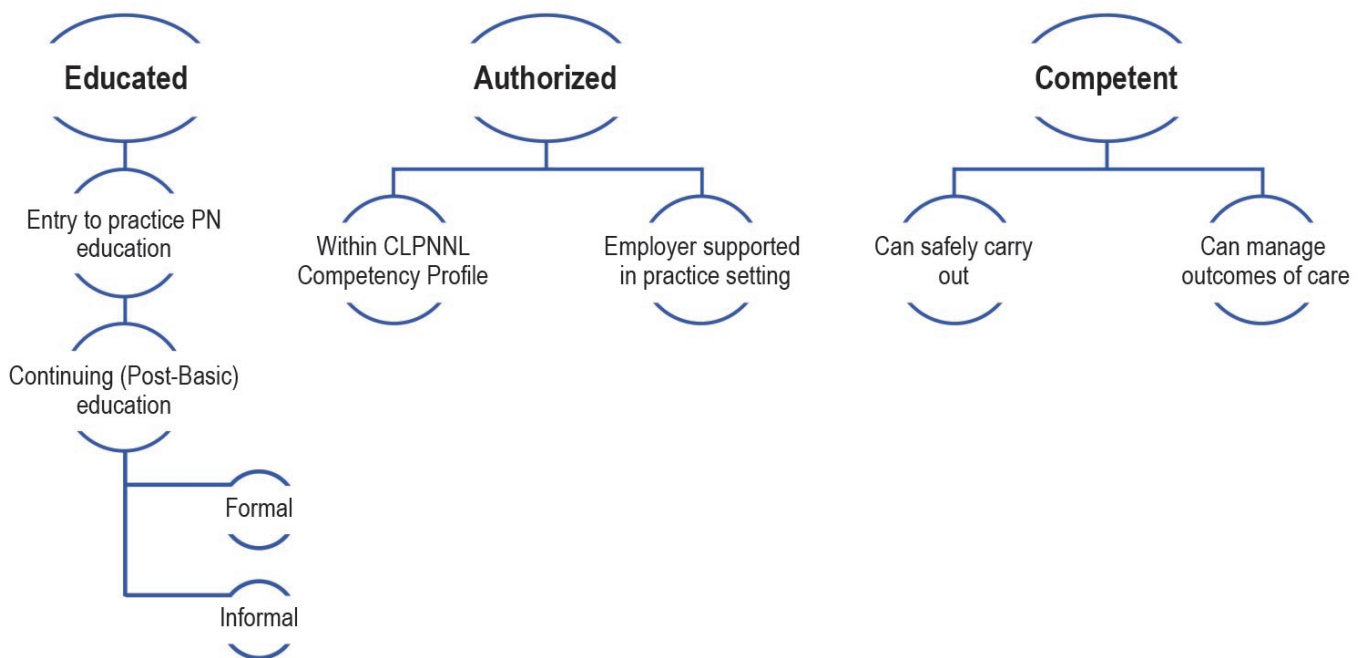 Educated
Entry to practice PN
education
Continuing (Post-Basic)
education
Formal
Informal
Authorized
Within CLPNNL
Competency Profile
Employer supported
in practice setting
Competent
Can safely carry
out
Can manage
outcomes of care